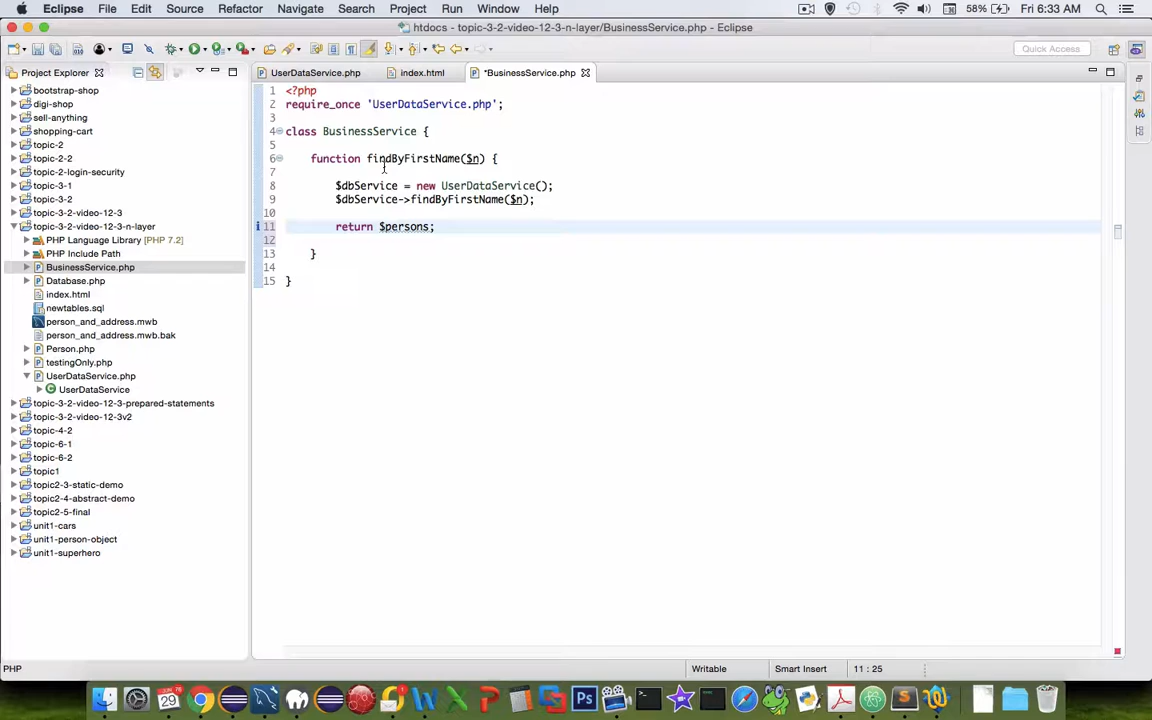 Eclipse File Edit Source Refactor Navigate Search Project Run Window Help 58% Fri 6:33 AM
htdocs - topic-3-2-video-12-3-n-layer/BusinessService.php - Eclipse
Quick Access
Project Explorer
UserDataService.php index.html *BusinessService.php
bootstrap-shop
digi-shop
sell-anything
shopping-cart
topic-2
topic-2-2
topic-2-login-security
topic-3-1
topic-3-2
topic-3-2-video-12-3
topic-3-2-video-12-3-n-layer
PHP Language Library [PHP 7.2]
PHP Include Path
BusinessService.php
Database.php
index.html
newtables.sql
person_and_address.mwb
person_and_address.mwb.bak
Person.php
testingOnly.php
UserDataService.php
UserDataService
topic-3-2-video-12-3-prepared-statements
topic-3-2-video-12-3v2
topic-4-2
topic-6-1
topic-6-2
topic1
topic2-3-static-demo
topic2-4-abstract-demo
topic2-5-final
unit1-cars
unit1-person-object
unit1-superhero
1 <?php
2 require_once 'UserDataService.php';
3
4 class BusinessService {
5
6 function findByFirstName($n) {
7
8 $dbService = new UserDataService();
9 $dbService->findByFirstName($n);
10
11 return $persons;
12
13 }
14
15 }
PHP Writable Smart Insert 11 : 25